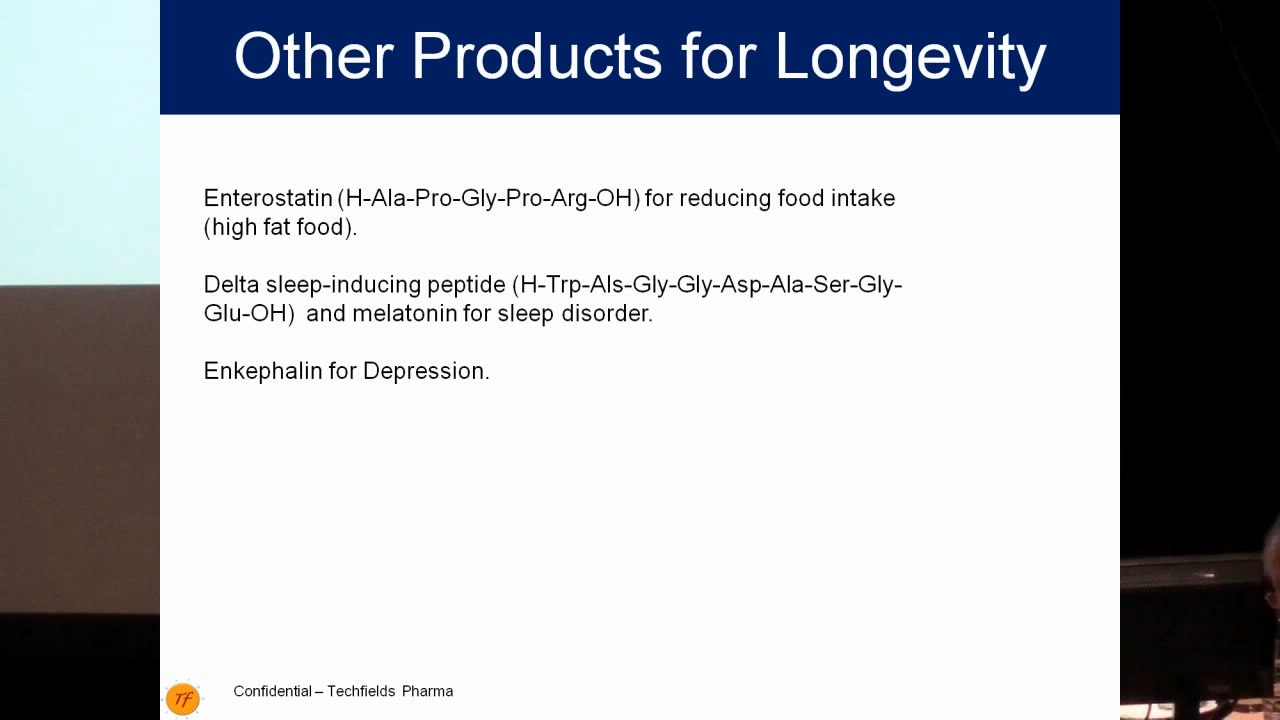 Other Products for Longevity
Enterostatin (H-Ala-Pro-Gly-Pro-Arg-OH) for reducing food intake
(high fat food).
Delta sleep-inducing peptide (H-Trp-Als-Gly-Gly-Asp-Ala-Ser-Gly-
Glu-OH) and melatonin for sleep disorder.
Enkephalin for Depression.
TF
Confidential – Techfields Pharma